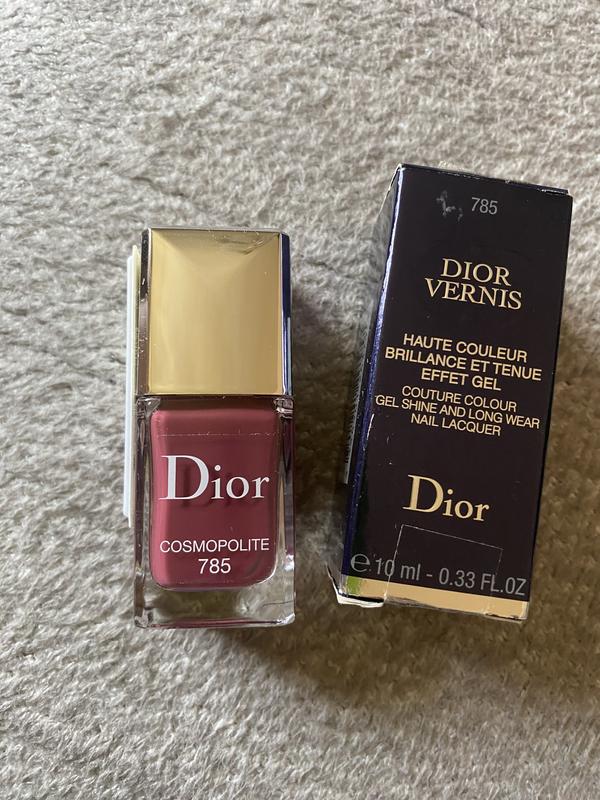 Dior
COSMOPOLITE
785
785
DIOR
VERNIS
HAUTE COULEUR
BRILLANCE ET TENUE
EFFET GEL
COUTURE COLOUR
GEL SHINE AND LONG WEAR
NAIL LACQUER
Dior
℮ 10 ml - 0.33 FL.OZ